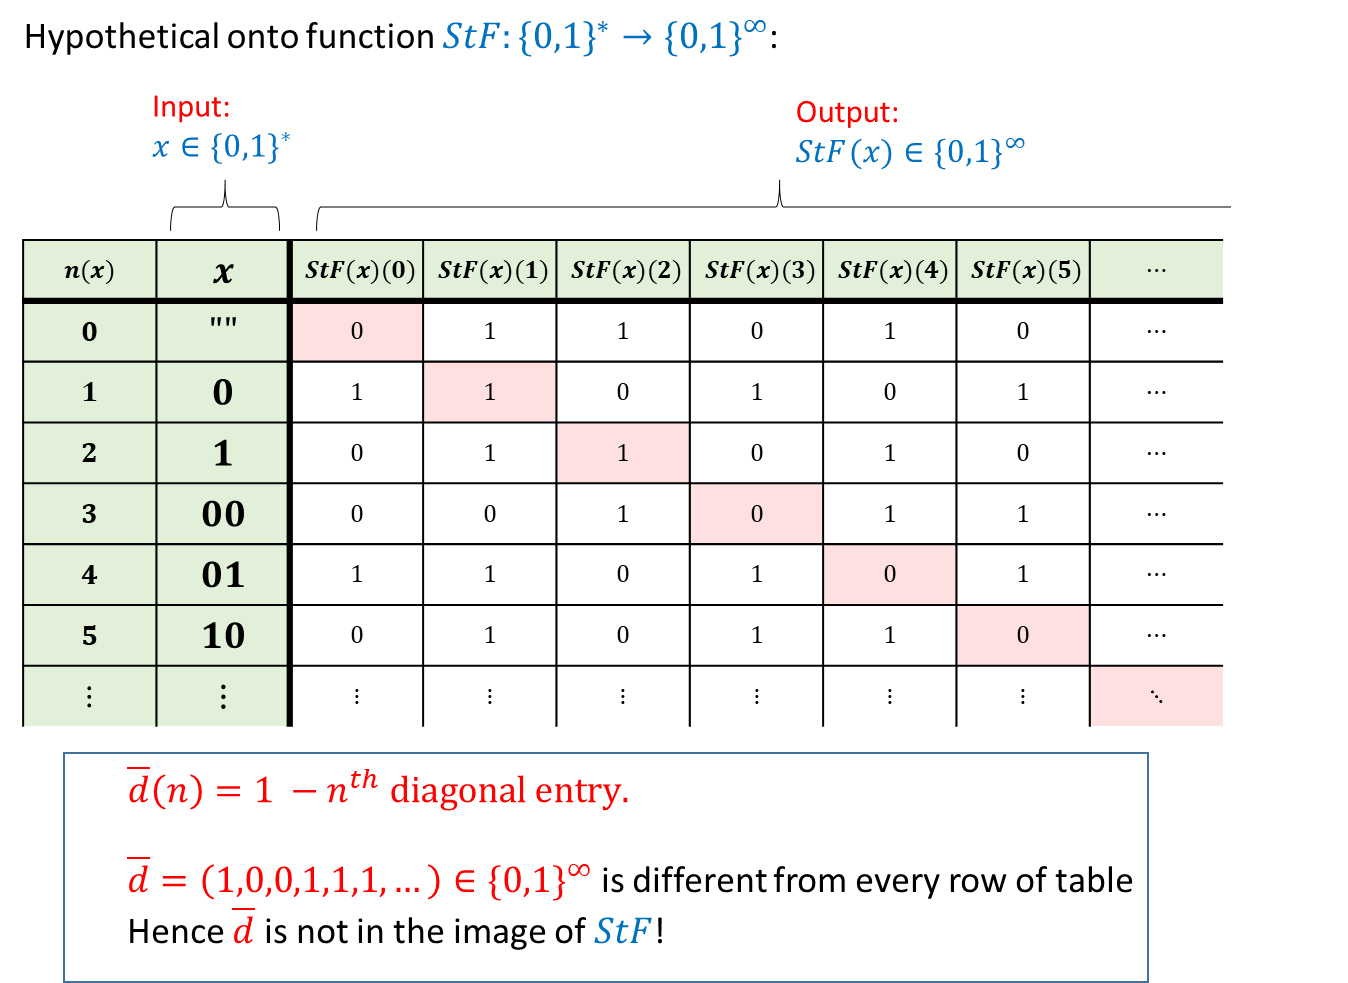 Hypothetical onto function StF: {0,1}* → {0,1}^∞:
Input:
x ∈ {0,1}*
Output:
StF(x) ∈ {0,1}^∞
n(x) x StF(x)(0) StF(x)(1) StF(x)(2) StF(x)(3) StF(x)(4) StF(x)(5) ⋯
0 "" 0 1 1 0 1 0 ⋯
1 0 1 1 0 1 0 1 ⋯
2 1 0 1 1 0 1 0 ⋯
3 00 0 0 1 0 1 1 ⋯
4 01 1 1 0 1 0 1 ⋯
5 10 0 1 0 1 1 0 ⋯
⋮ ⋮ ⋮ ⋮ ⋮ ⋮ ⋮ ⋮ ⋱
d̅(n) = 1 − n^th diagonal entry.
d̅ = (1,0,0,1,1,1, … ) ∈ {0,1}^∞ is different from every row of table
Hence d̅ is not in the image of StF!